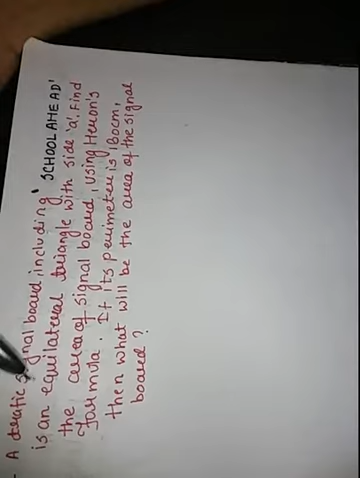 A trafic signal board including 'SCHOOL AHEAD'
is an equilateral triangle with side 'a'. Find
the area of signal board, using Heron's
formula. If its perimeter is 180cm,
then what will be the area of the signal
board?